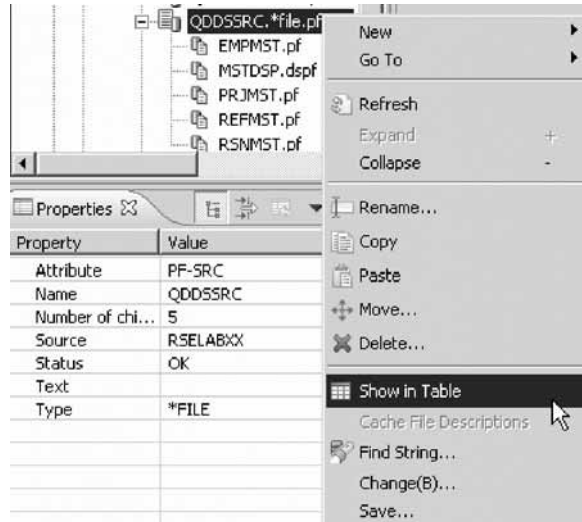 QDDSSRC.*file.pf
EMPMST.pf
MSTDSP.dspf
PRJMST.pf
REFMST.pf
RSNMST.pf
Properties
Property Value
Attribute PF-SRC
Name QDDSSRC
Number of chi... 5
Source RSELABXX
Status OK
Text
Type *FILE
New
Go To
Refresh
Expand +
Collapse -
Rename...
Copy
Paste
Move...
Delete...
Show in Table
Cache File Descriptions
Find String...
Change(B)...
Save...